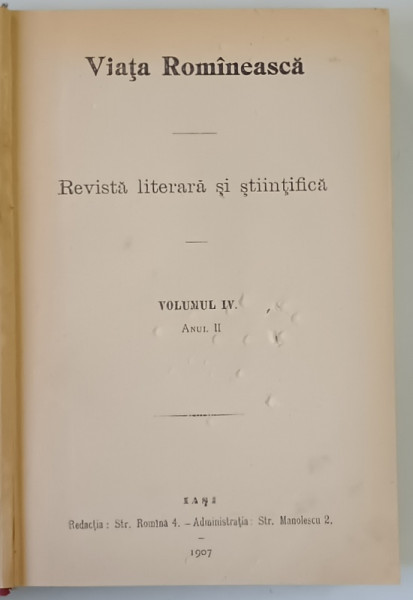 Viaţa Romînească
Revistă literară şi ştiinţifică
VOLUMUL IV.
ANUL II
IAŞI
Redacţia: Str. Romînă 4. — Administraţia: Str. Manolescu 2.
1907